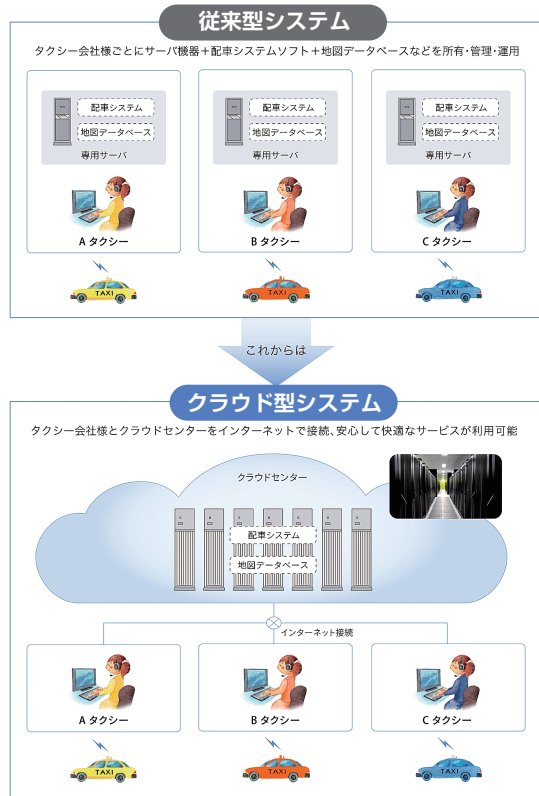 従来型システム
タクシー会社様ごとにサーバ機器＋配車システムソフト＋地図データベースなどを所有・管理・運用
配車システム
地図データベース
専用サーバ
A タクシー
TAXI
配車システム
地図データベース
専用サーバ
B タクシー
TAXI
配車システム
地図データベース
専用サーバ
C タクシー
TAXI
これからは
クラウド型システム
タクシー会社様とクラウドセンターをインターネットで接続、安心して快適なサービスが利用可能
クラウドセンター
配車システム
地図データベース
インターネット接続
A タクシー
TAXI
B タクシー
TAXI
C タクシー
TAXI